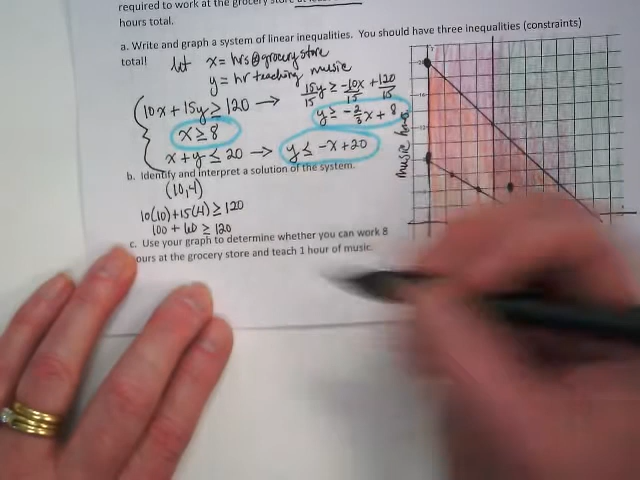 required to work at the grocery store at least
hours total.
a. Write and graph a system of linear inequalities. You should have three inequalities (constraints)
total!
let x = hrs @ grocery store
y = hr teaching music
10x + 15y ≥ 120 → 15y/15 ≥ -10x/15 + 120/15
y ≥ -2/3x + 8
x ≥ 8
x + y ≤ 20 → y ≤ -x + 20
music
b. Identify and interpret a solution of the system.
(10,4)
10(10) + 15(4) ≥ 120
100 + 60 ≥ 120
c. Use your graph to determine whether you can work 8
ours at the grocery store and teach 1 hour of music.